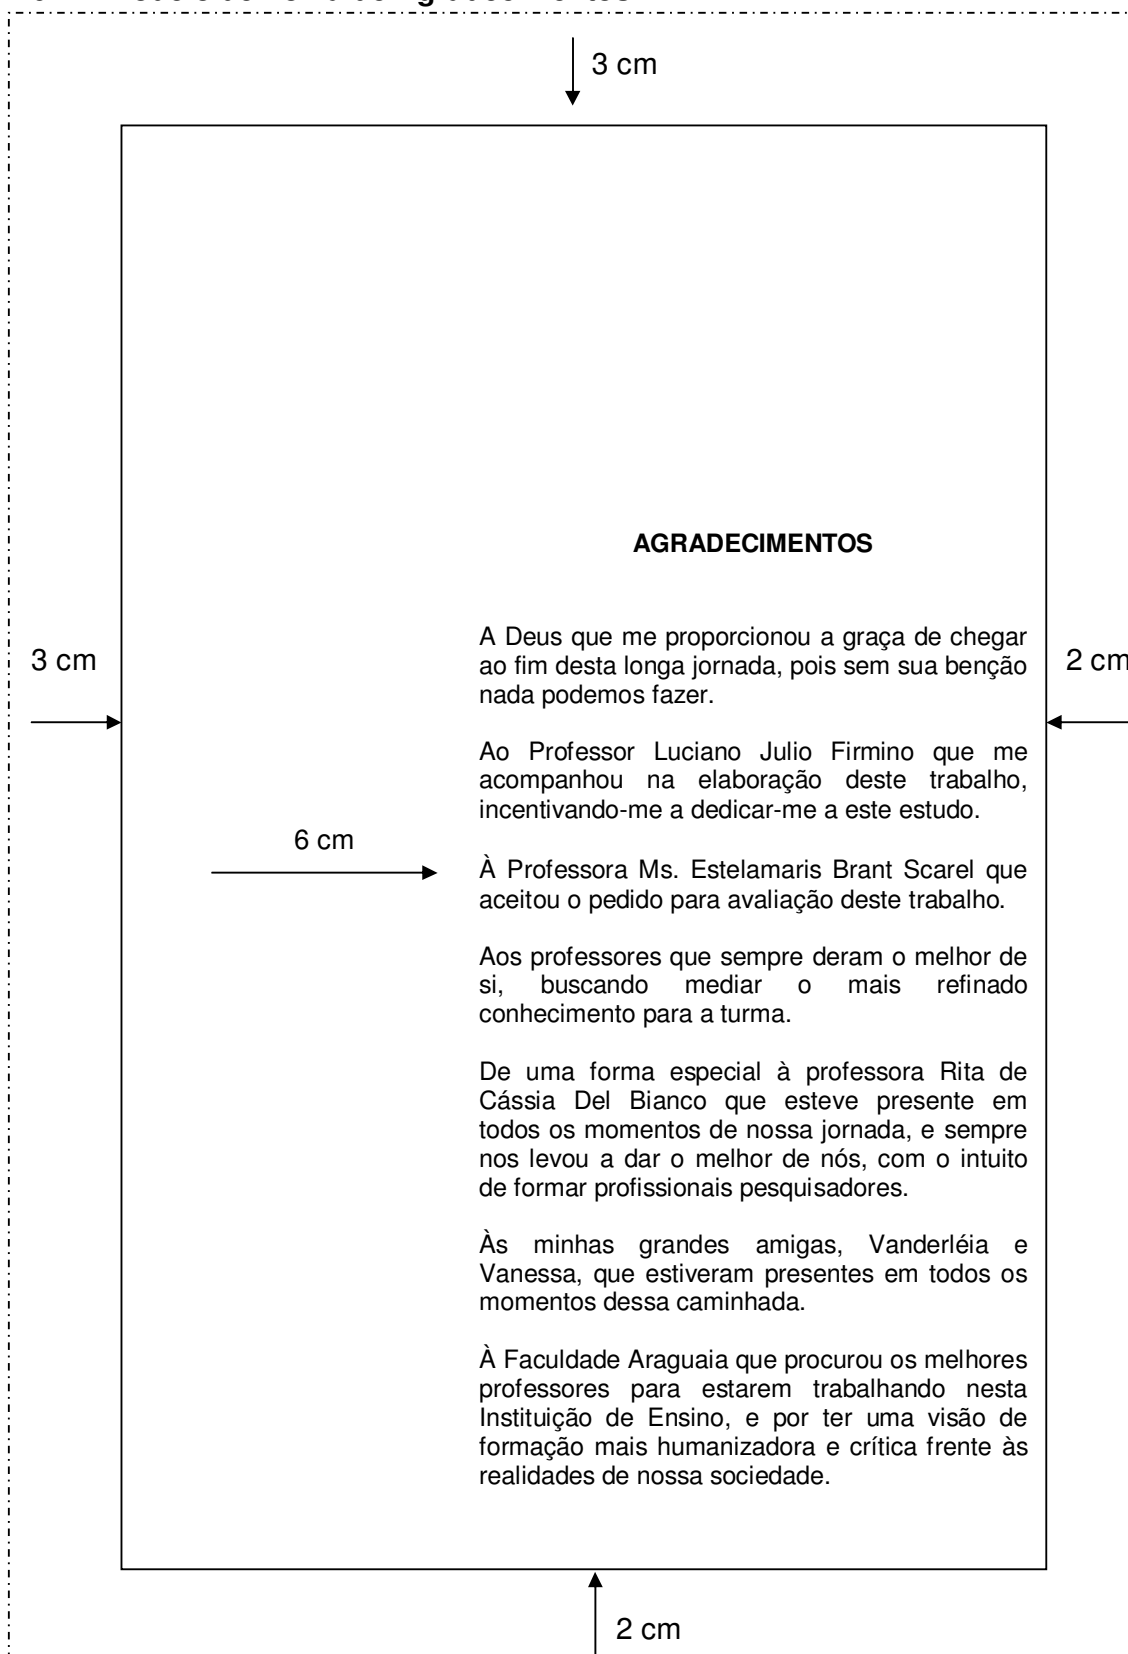 3 cm
AGRADECIMENTOS
A Deus que me proporcionou a graça de chegar
ao fim desta longa jornada, pois sem sua benção
nada podemos fazer.
3 cm
2 cm
Ao Professor Luciano Julio Firmino que me
acompanhou na elaboração deste trabalho,
incentivando-me a dedicar-me a este estudo.
6 cm
À Professora Ms. Estelamaris Brant Scarel que
aceitou o pedido para avaliação deste trabalho.
Aos professores que sempre deram o melhor de
si, buscando mediar o mais refinado
conhecimento para a turma.
De uma forma especial à professora Rita de
Cássia Del Bianco que esteve presente em
todos os momentos de nossa jornada, e sempre
nos levou a dar o melhor de nós, com o intuito
de formar profissionais pesquisadores.
Às minhas grandes amigas, Vanderléia e
Vanessa, que estiveram presentes em todos os
momentos dessa caminhada.
À Faculdade Araguaia que procurou os melhores
professores para estarem trabalhando nesta
Instituição de Ensino, e por ter uma visão de
formação mais humanizadora e crítica frente às
realidades de nossa sociedade.
2 cm